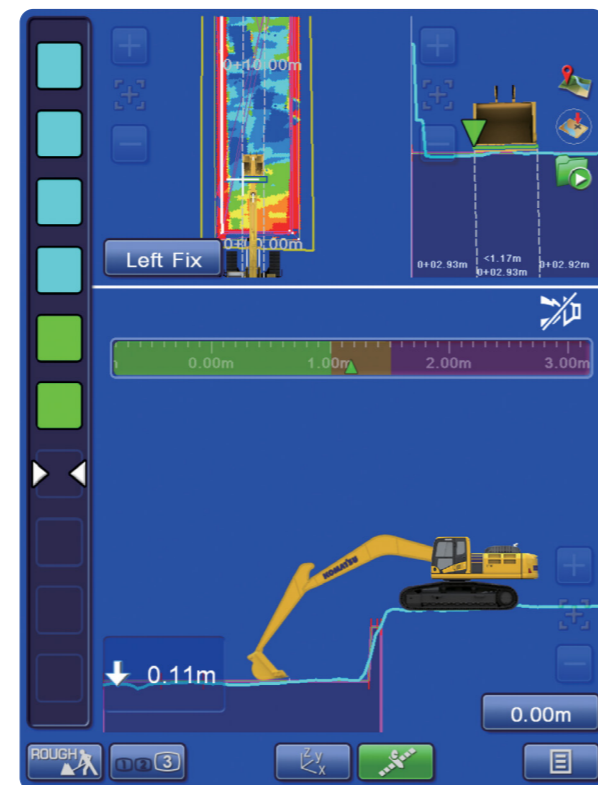 0+10.00m
0+00.00m
Left Fix
<1.17m
0+02.93m
0+02.93m
0+02.92m
0.00m
1.00m
2.00m
3.00m
KOMATSU
0.11m
0.00m
ROUGH
1 2 3
Z
Y
X